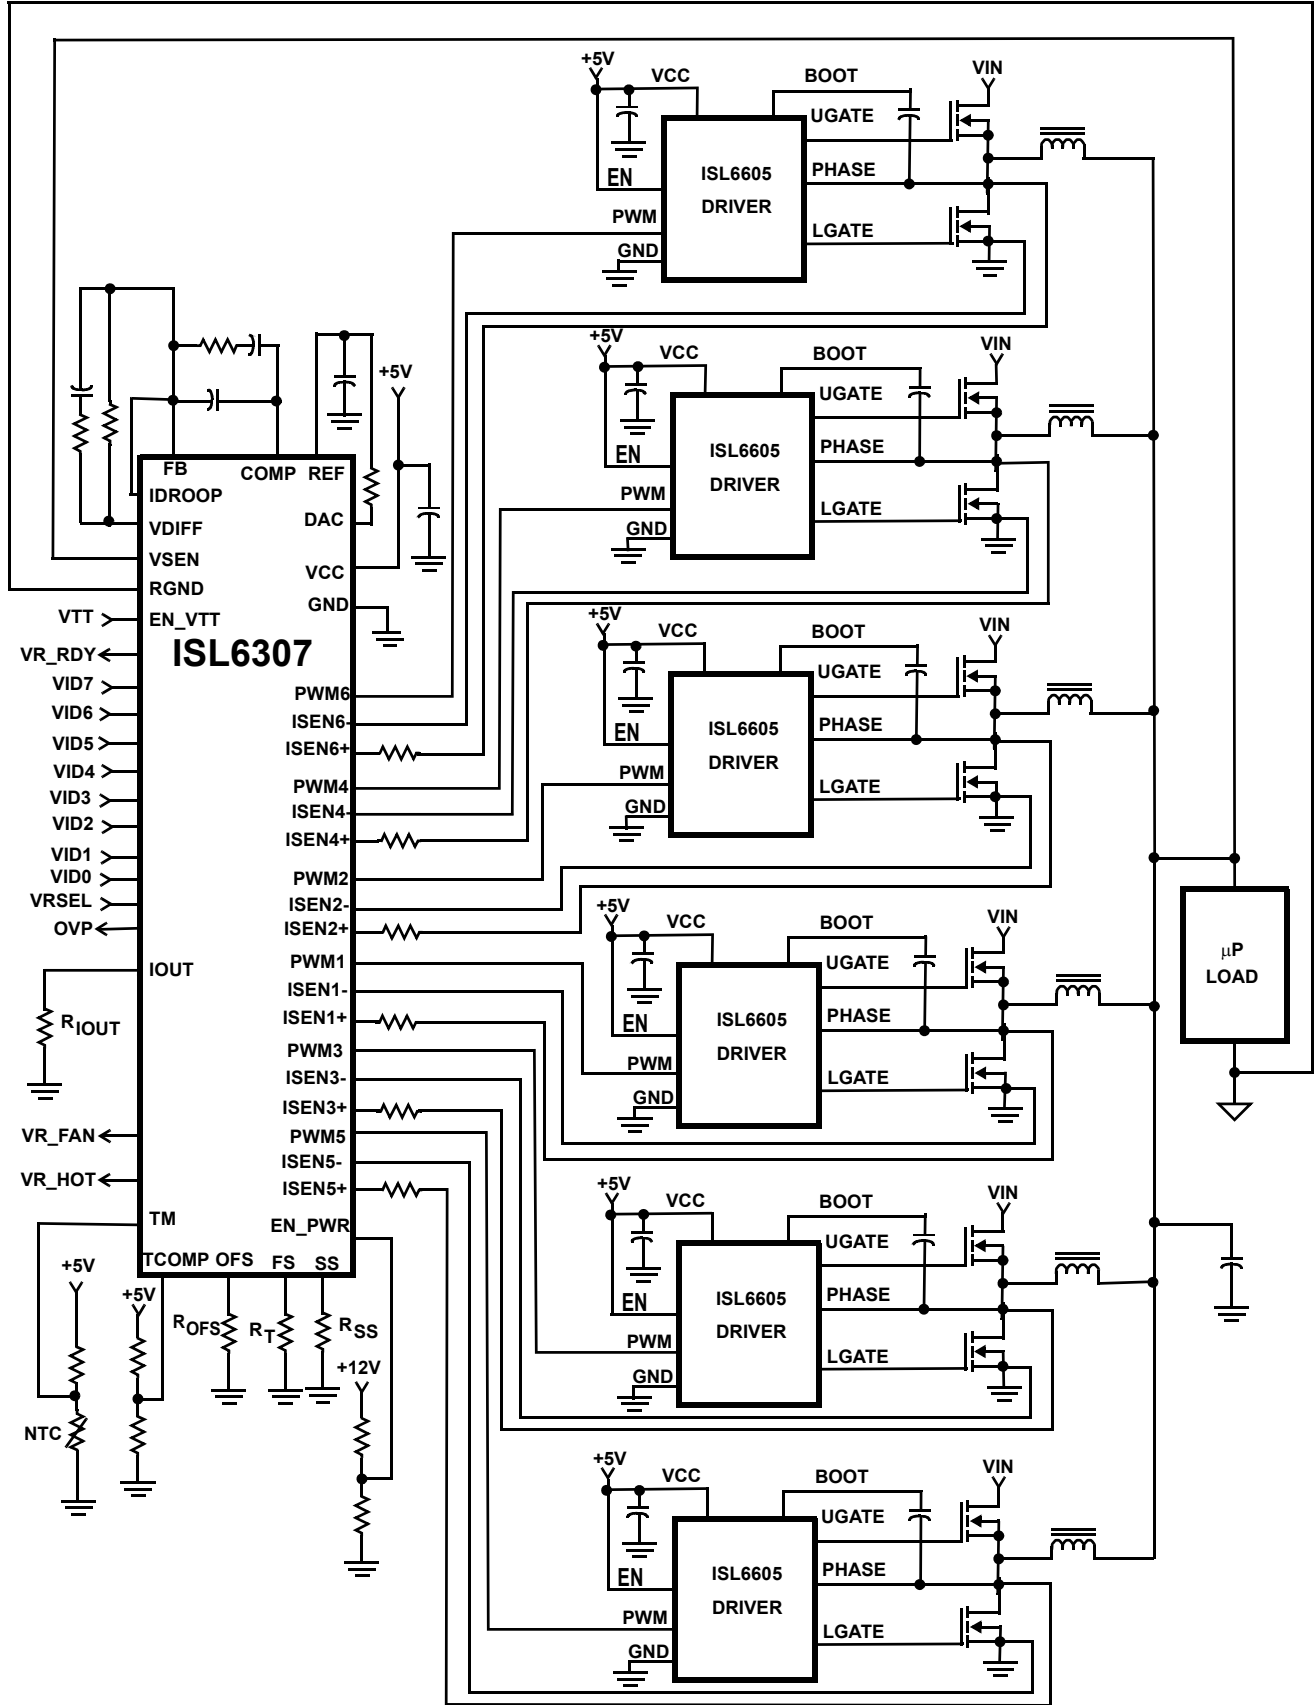 +5V
VCC
BOOT
VIN
UGATE
EN
ISL6605
DRIVER
PHASE
PWM
LGATE
GND
+5V
VCC
BOOT
VIN
UGATE
EN
ISL6605
DRIVER
PHASE
PWM
LGATE
GND
+5V
VCC
BOOT
VIN
UGATE
EN
ISL6605
DRIVER
PHASE
PWM
LGATE
GND
+5V
VCC
BOOT
VIN
UGATE
EN
ISL6605
DRIVER
PHASE
PWM
LGATE
GND
+5V
VCC
BOOT
VIN
UGATE
EN
ISL6605
DRIVER
PHASE
PWM
LGATE
GND
+5V
VCC
BOOT
VIN
UGATE
EN
ISL6605
DRIVER
PHASE
PWM
LGATE
GND
+5V
FB
COMP
REF
IDROOP
VDIFF
VSEN
RGND
EN_VTT
VTT
VR_RDY
VID7
VID6
VID5
VID4
VID3
VID2
VID1
VID0
VRSEL
OVP
IOUT
RIOUT
VR_FAN
VR_HOT
TM
ISL6307
DAC
VCC
GND
PWM6
ISEN6-
ISEN6+
PWM4
ISEN4-
ISEN4+
PWM2
ISEN2-
ISEN2+
PWM1
ISEN1-
ISEN1+
PWM3
ISEN3-
ISEN3+
PWM5
ISEN5-
ISEN5+
EN_PWR
TCOMP OFS FS SS
+5V
+5V
ROFS
RT
RSS
+12V
NTC
µP
LOAD